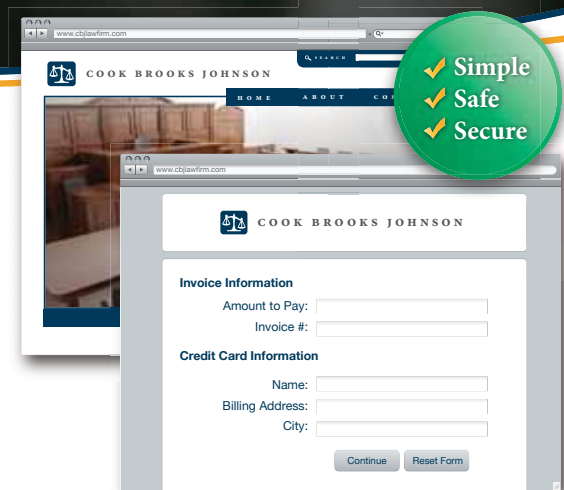 www.cbjlawfirm.com
Q
COOK BROOKS JOHNSON
SEARCH
HOME ABOUT
Simple
Safe
Secure
www.cbjlawfirm.com
COOK BROOKS JOHNSON
Invoice Information
Amount to Pay:
Invoice #:
Credit Card Information
Name:
Billing Address:
City:
Continue Reset Form